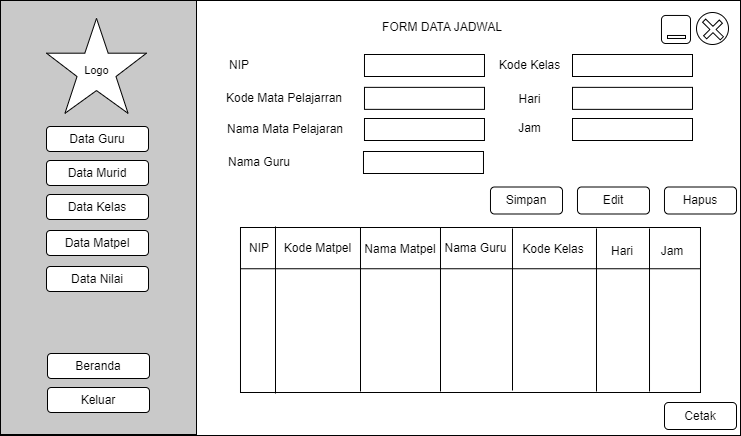 Logo
Data Guru
Data Murid
Data Kelas
Data Matpel
Data Nilai
Beranda
Keluar
FORM DATA JADWAL
NIP
Kode Kelas
Kode Mata Pelajarran
Hari
Nama Mata Pelajaran
Jam
Nama Guru
Simpan
Edit
Hapus
NIP Kode Matpel Nama Matpel Nama Guru Kode Kelas Hari Jam
Cetak